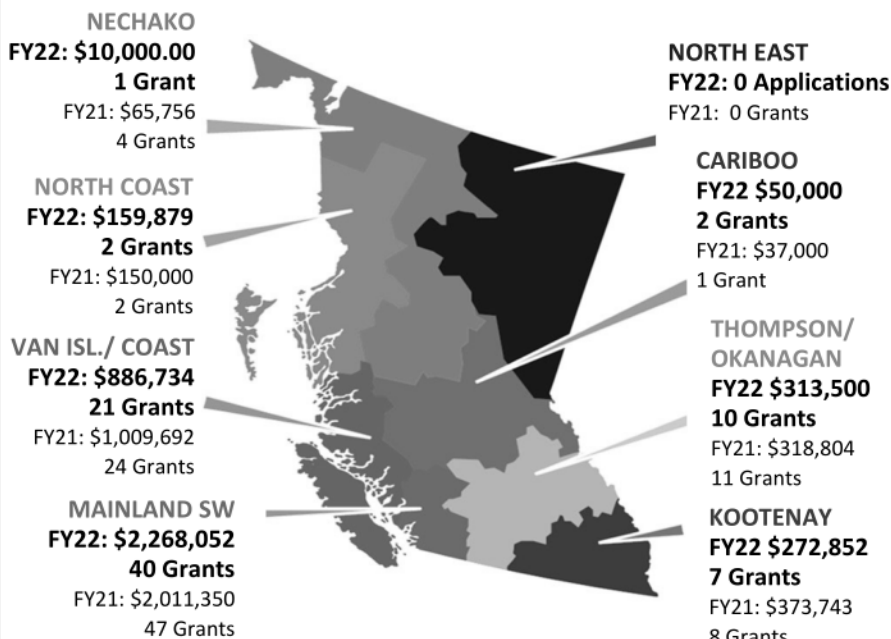 NECHAKO
FY22: $10,000.00
1 Grant
FY21: $65,756
4 Grants
NORTH COAST
FY22: $159,879
2 Grants
FY21: $150,000
2 Grants
VAN ISL./ COAST
FY22: $886,734
21 Grants
FY21: $1,009,692
24 Grants
MAINLAND SW
FY22: $2,268,052
40 Grants
FY21: $2,011,350
47 Grants
NORTH EAST
FY22: 0 Applications
FY21: 0 Grants
CARIBOO
FY22 $50,000
2 Grants
FY21: $37,000
1 Grant
THOMPSON/
OKANAGAN
FY22 $313,500
10 Grants
FY21: $318,804
11 Grants
KOOTENAY
FY22 $272,852
7 Grants
FY21: $373,743
8 Grants